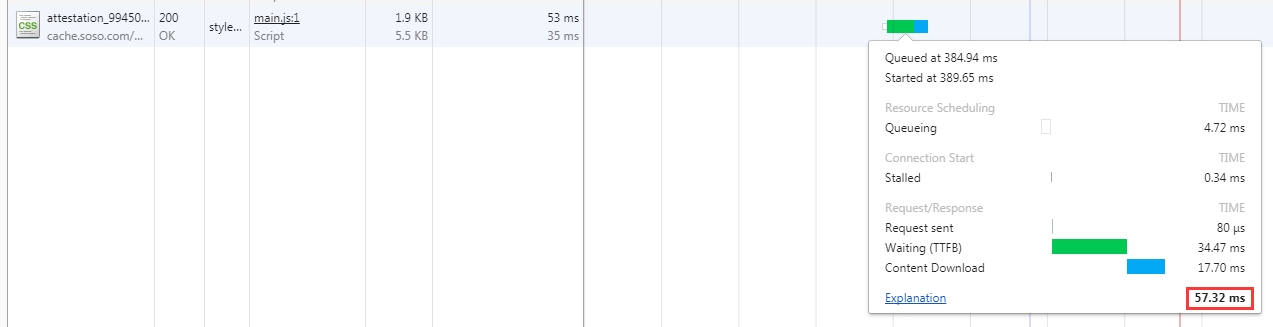 CSS
attestation_99450...
cache.soso.com/...
200
OK
style...
main.js:1
Script
1.9 KB
5.5 KB
53 ms
35 ms
Queued at 384.94 ms
Started at 389.65 ms
Resource Scheduling TIME
Queueing 4.72 ms
Connection Start TIME
Stalled 0.34 ms
Request/Response TIME
Request sent 80 µs
Waiting (TTFB) 34.47 ms
Content Download 17.70 ms
Explanation 57.32 ms